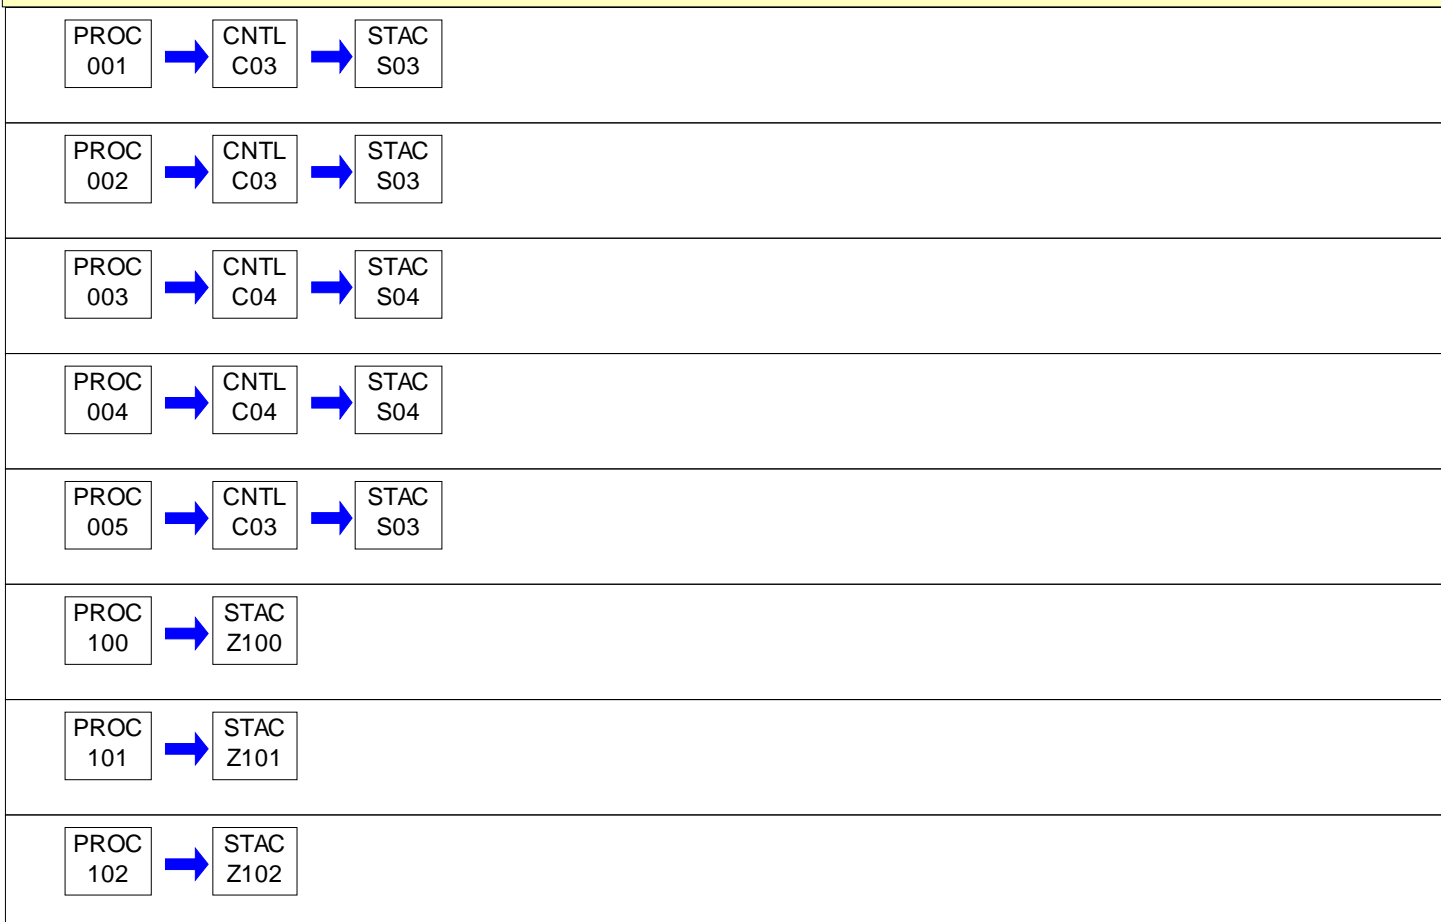 PROC CNTL STAC
001 C03 S03
PROC CNTL STAC
002 C03 S03
PROC CNTL STAC
003 C04 S04
PROC CNTL STAC
004 C04 S04
PROC CNTL STAC
005 C03 S03
PROC STAC
100 Z100
PROC STAC
101 Z101
PROC STAC
102 Z102